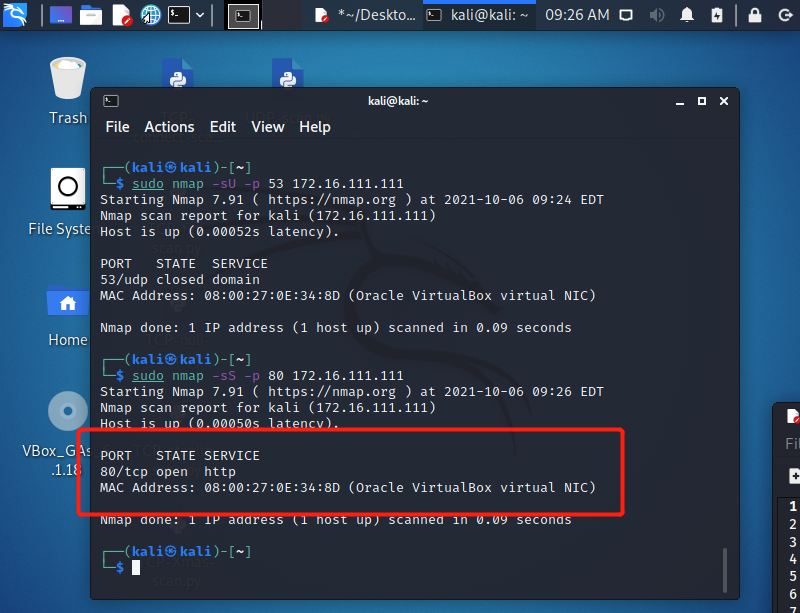 *~/Deskto... kali@kali: ~ 09:26 AM
Trash
File Syste
Home
VBox_GAs
.1.18
kali@kali: ~
File Actions Edit View Help
┌──(kali㉿kali)-[~]
└─$ sudo nmap -sU -p 53 172.16.111.111
Starting Nmap 7.91 ( https://nmap.org ) at 2021-10-06 09:24 EDT
Nmap scan report for kali (172.16.111.111)
Host is up (0.00052s latency).
PORT   STATE  SERVICE
53/udp closed domain
MAC Address: 08:00:27:0E:34:8D (Oracle VirtualBox virtual NIC)
Nmap done: 1 IP address (1 host up) scanned in 0.09 seconds
┌──(kali㉿kali)-[~]
└─$ sudo nmap -sS -p 80 172.16.111.111
Starting Nmap 7.91 ( https://nmap.org ) at 2021-10-06 09:26 EDT
Nmap scan report for kali (172.16.111.111)
Host is up (0.00050s latency).
PORT   STATE SERVICE
80/tcp open  http
MAC Address: 08:00:27:0E:34:8D (Oracle VirtualBox virtual NIC)
Nmap done: 1 IP address (1 host up) scanned in 0.09 seconds
┌──(kali㉿kali)-[~]
└─$
TCP-Xmas-
scan.py
Fil
1
2
3
4
5
6